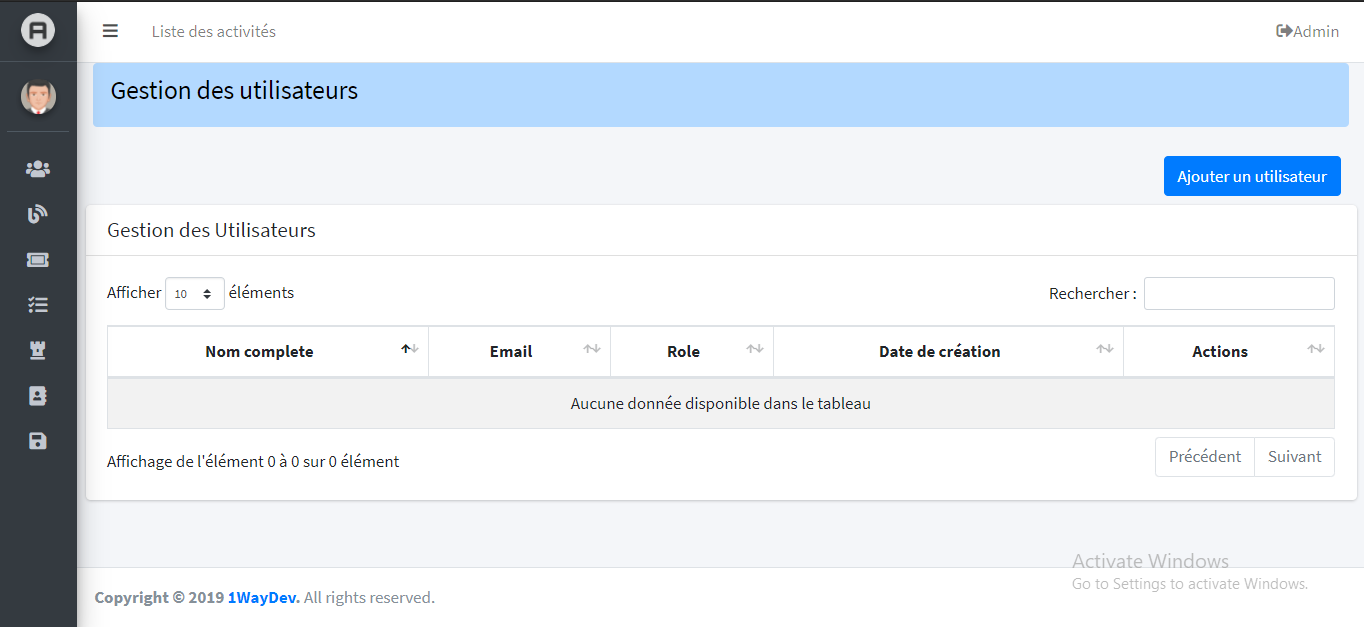 A
Liste des activités
Admin
Gestion des utilisateurs
Ajouter un utilisateur
Gestion des Utilisateurs
Afficher 10 éléments
Rechercher :
Nom complete Email Role Date de création Actions
Aucune donnée disponible dans le tableau
Affichage de l'élément 0 à 0 sur 0 élément
Précédent Suivant
Activate Windows
Go to Settings to activate Windows.
Copyright © 2019 1WayDev. All rights reserved.